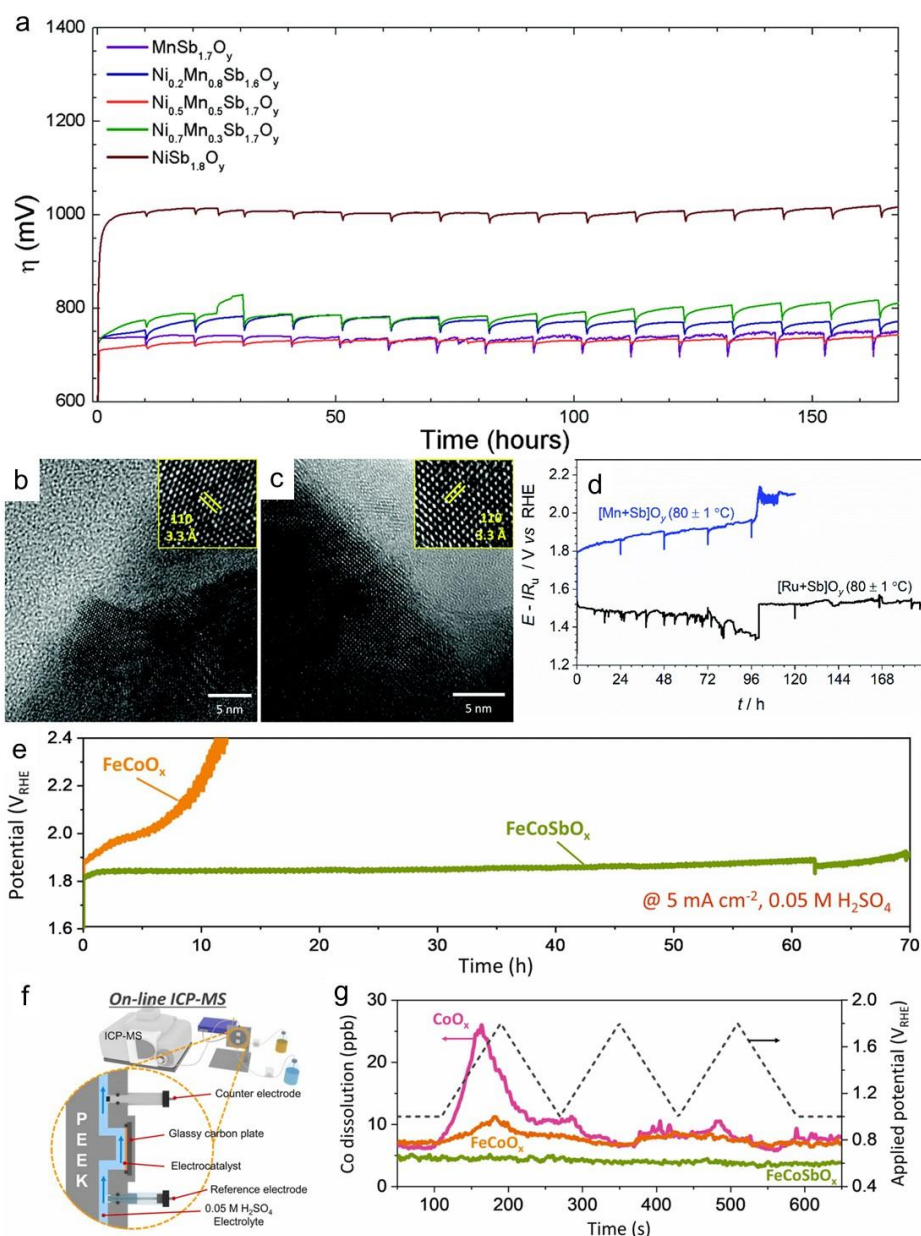 a
1400
1200
1000
800
600
η (mV)
MnSb1.7Oy
Ni0.2Mn0.8Sb1.6Oy
Ni0.5Mn0.5Sb1.7Oy
Ni0.7Mn0.3Sb1.7Oy
NiSb1.8Oy
0 50 100 150
Time (hours)
b
110
3.3 Å
5 nm
c
110
3.3 Å
5 nm
d
2.2
2.0
1.8
1.6
1.4
1.2
E - IRu / V vs RHE
[Mn+Sb]Oy (80 ± 1 °C)
[Ru+Sb]Oy (80 ± 1 °C)
0 24 48 72 96 120 144 168
t / h
e
2.4
2.2
2.0
1.8
1.6
Potential (VRHE
FeCoOx
FeCoSbOx
@ 5 mA cm-2, 0.05 M H2SO4
0 10 20 30 40 50 60 70
Time (h)
f
On-line ICP-MS
ICP-MS
PEEK
Counter electrode
Glassy carbon plate
Electrocatalyst
Reference electrode
0.05 M H2SO4
Electrolyte
g
30
20
10
0
Co dissolution (ppb)
CoOx
FeCoOx
FeCoSbOx
2.0
1.6
1.2
0.8
0.4
Applied potential (VRHE)
100 200 300 400 500 600
Time (s)